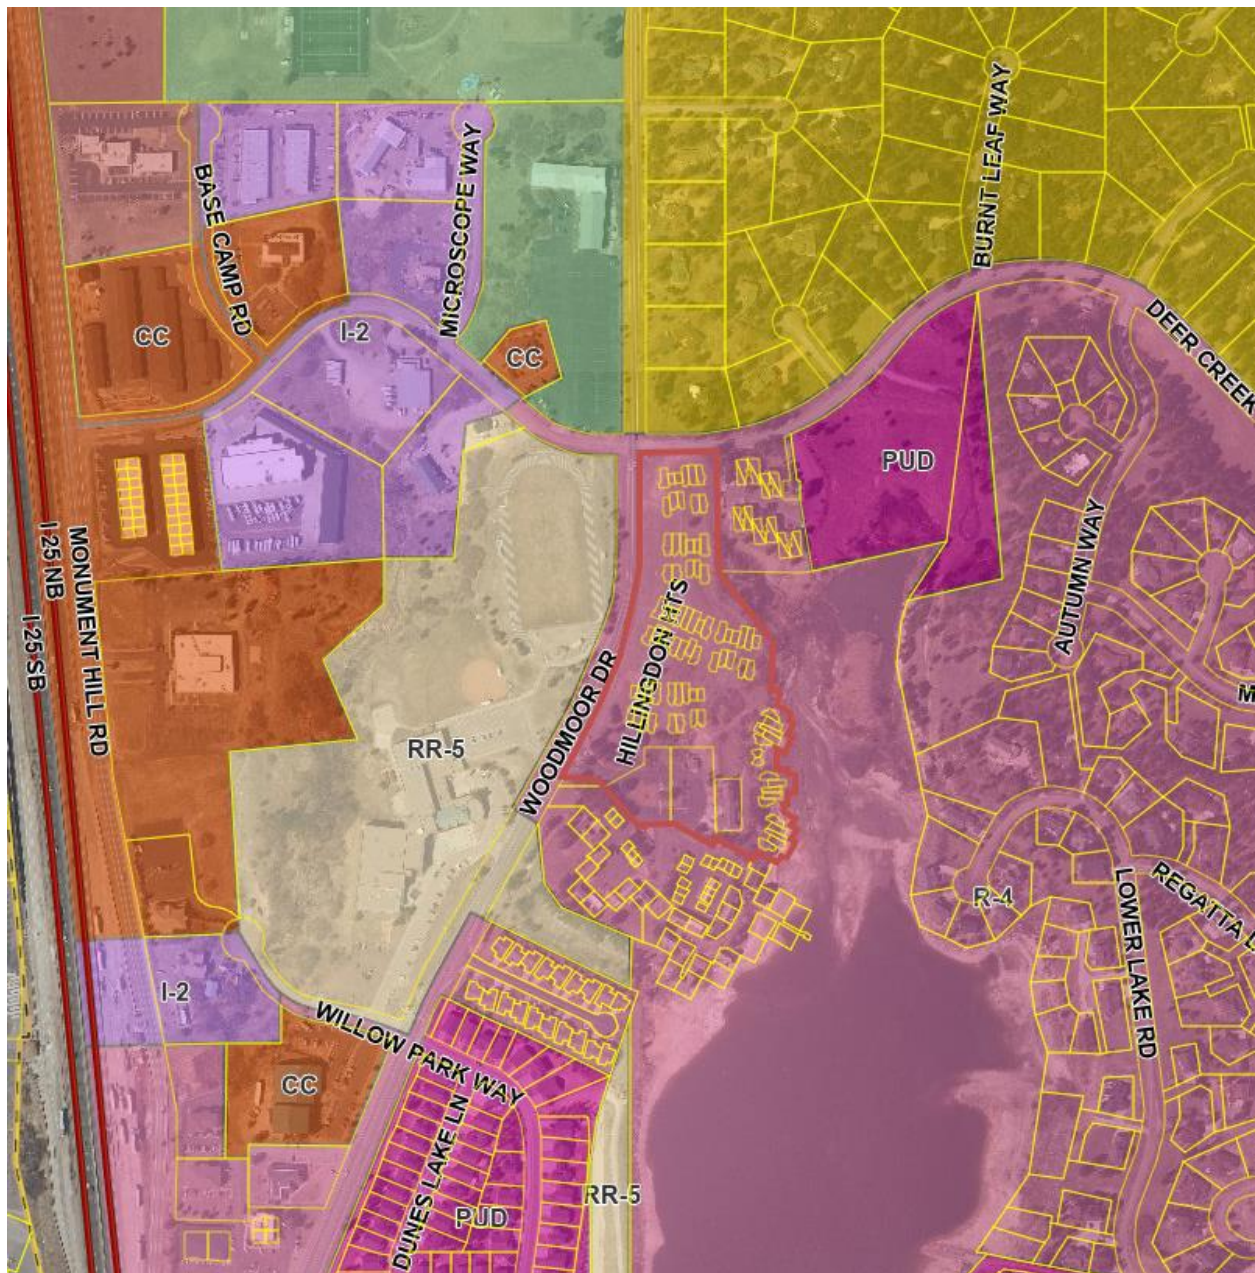 BURNT LEAF WAY
MICROSCOPE WAY
BASE CAMP RD
DEER CREEK
CC
I-2
CC
PUD
AUTUMN WAY
I 25 NB
MONUMENT HILL RD
HILLINGDON HTS
I 25 SB
WOODMOOR DR
M
RR-5
LOWER LAKE RD
REGATTA L
R-4
I-2
WILLOW PARK WAY
CC
DUNES LAKE LN
RR-5
PUD